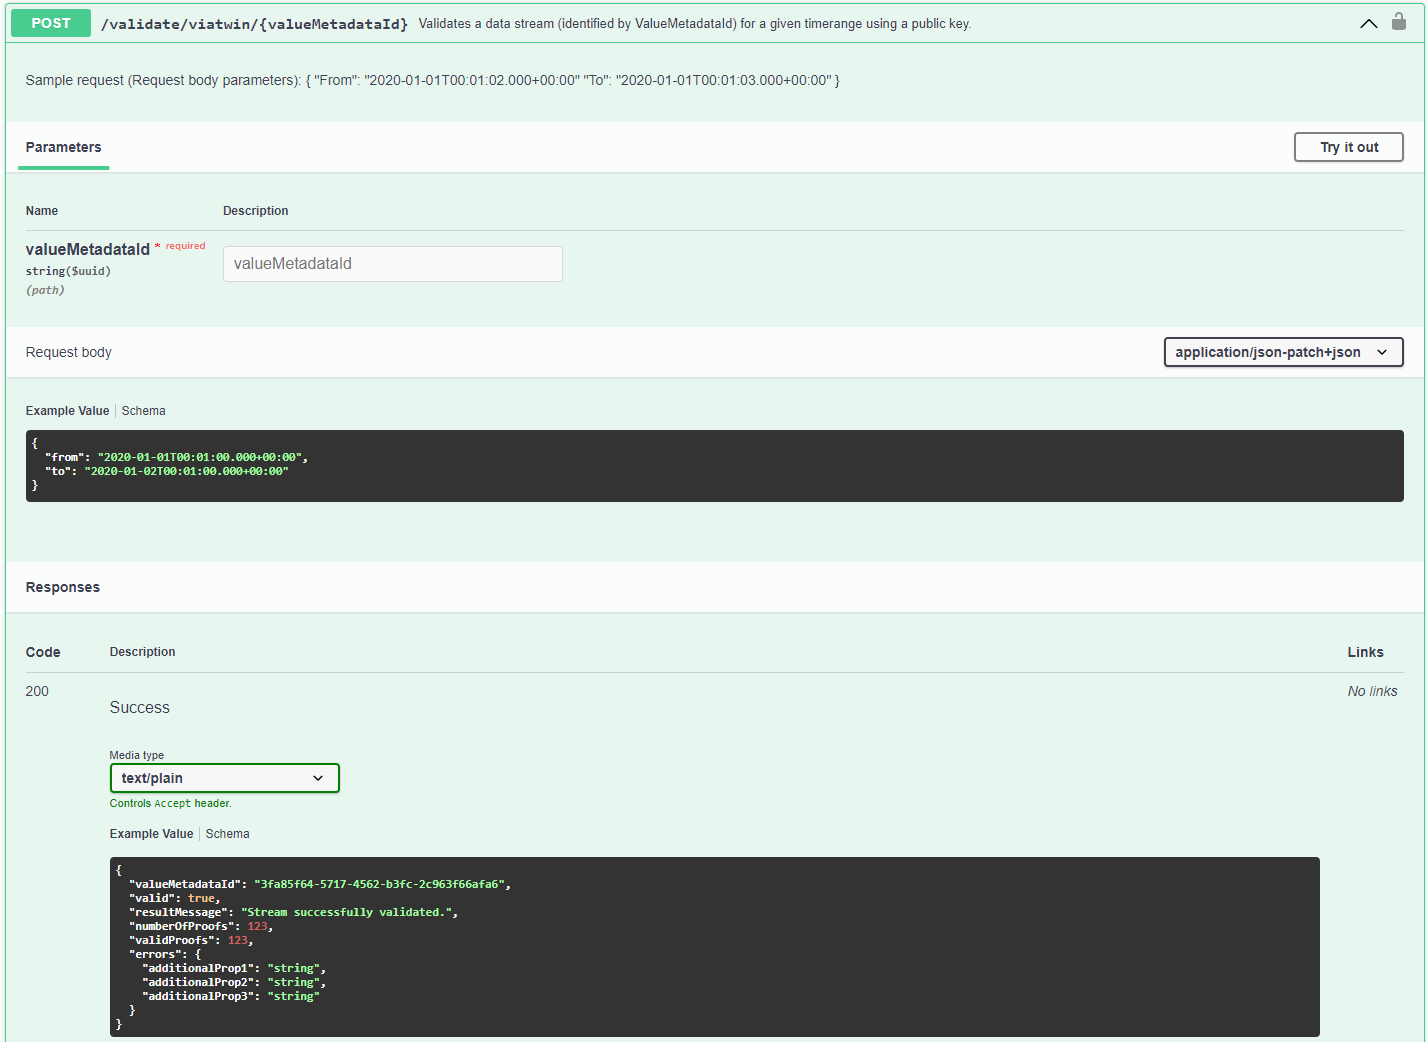 POST /validate/viatwin/{valueMetadataId} Validates a data stream (identified by ValueMetadataId) for a given timerange using a public key.
Sample request (Request body parameters): { "From": "2020-01-01T00:01:02.000+00:00" "To": "2020-01-01T00:01:03.000+00:00" }
Parameters Try it out
Name Description
valueMetadataId * required
valueMetadataId
string($uuid)
(path)
Request body application/json-patch+json
Example Value Schema
{
"from": "2020-01-01T00:01:00.000+00:00",
"to": "2020-01-02T00:01:00.000+00:00"
}
Responses
Code Description Links
200 No links
Success
Media type
text/plain
Controls Accept header.
Example Value Schema
{
"valueMetadataId": "3fa85f64-5717-4562-b3fc-2c963f66afa6",
"valid": true,
"resultMessage": "Stream successfully validated.",
"numberOfProofs": 123,
"validProofs": 123,
"errors": {
"additionalProp1": "string",
"additionalProp2": "string",
"additionalProp3": "string"
}
}